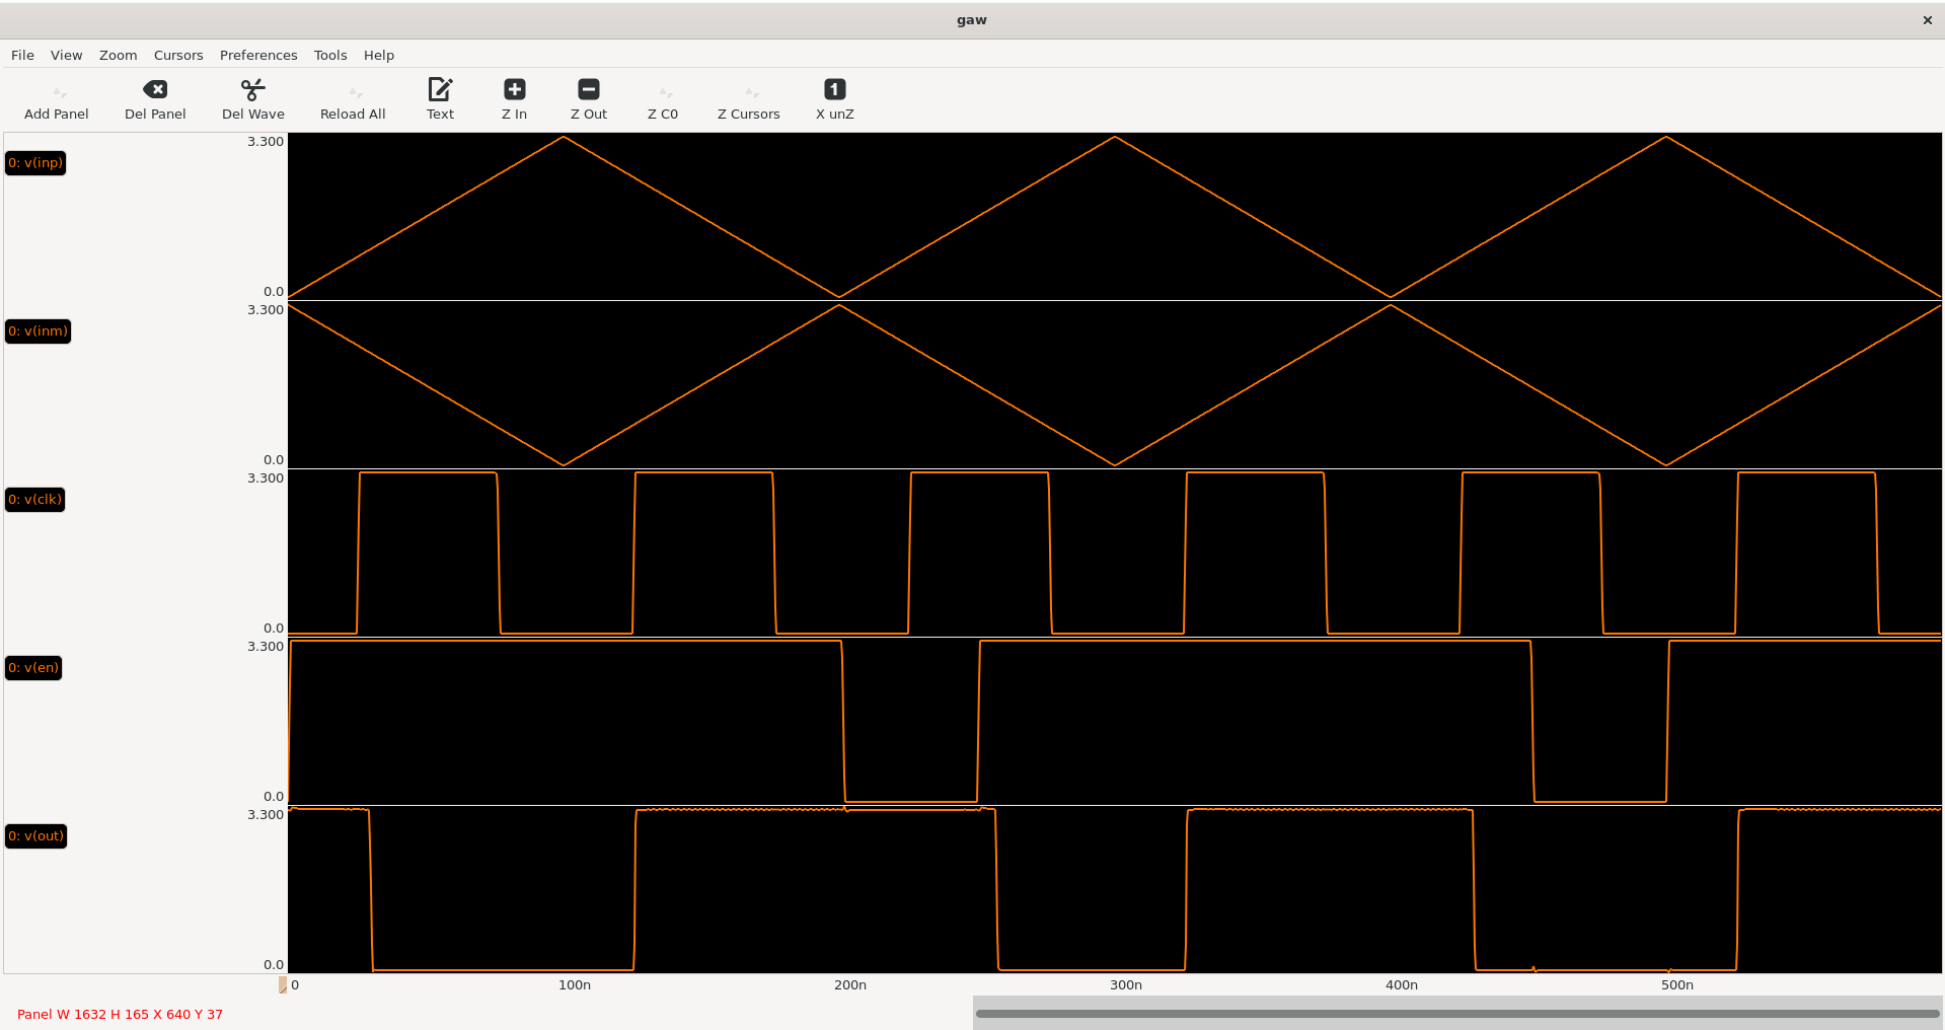 gaw
File View Zoom Cursors Preferences Tools Help
Add Panel Del Panel Del Wave Reload All Text Z In Z Out Z C0 Z Cursors X unZ
1
3.300
0: v(inp)
0.0
3.300
0: v(inm)
0.0
3.300
0: v(clk)
0.0
3.300
0: v(en)
0.0
3.300
0: v(out)
0.0
0 100n 200n 300n 400n 500n
Panel W 1632 H 165 X 640 Y 37